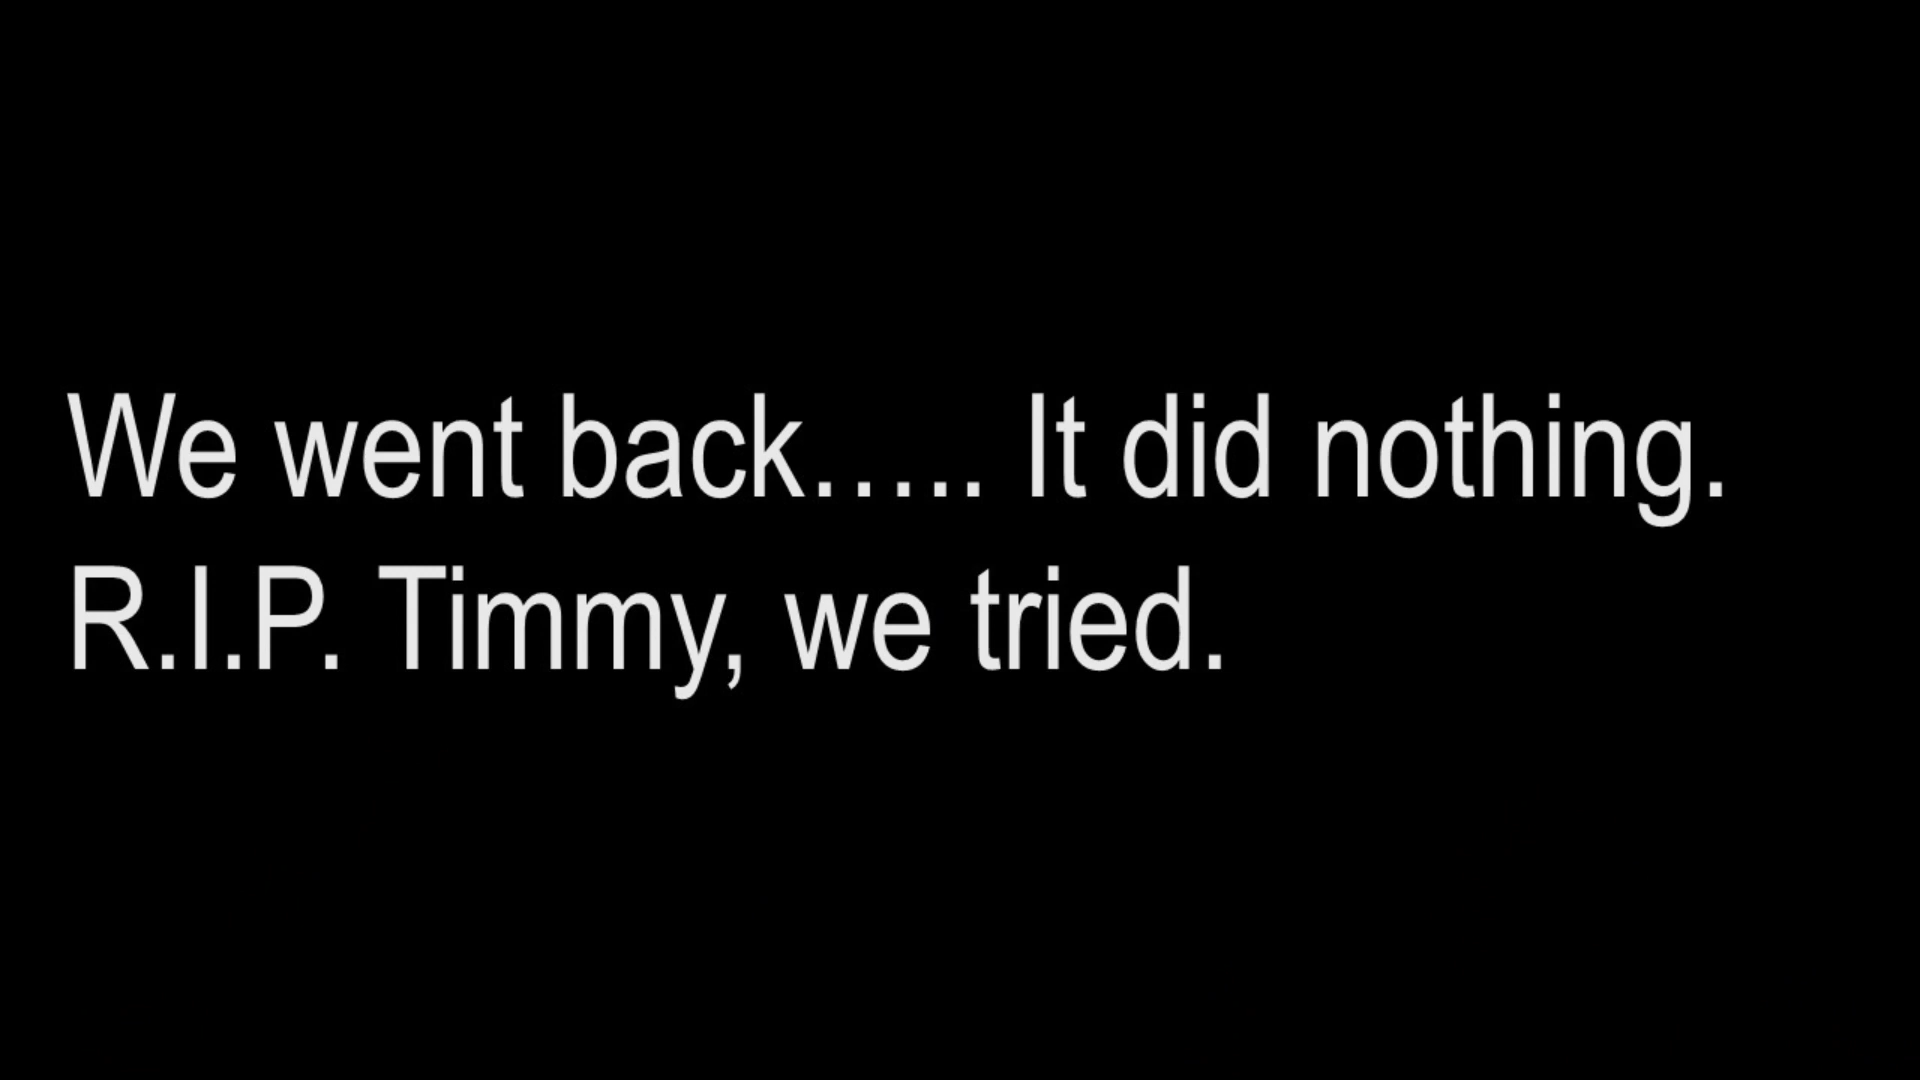 We went back..... It did nothing.
R.I.P. Timmy, we tried.